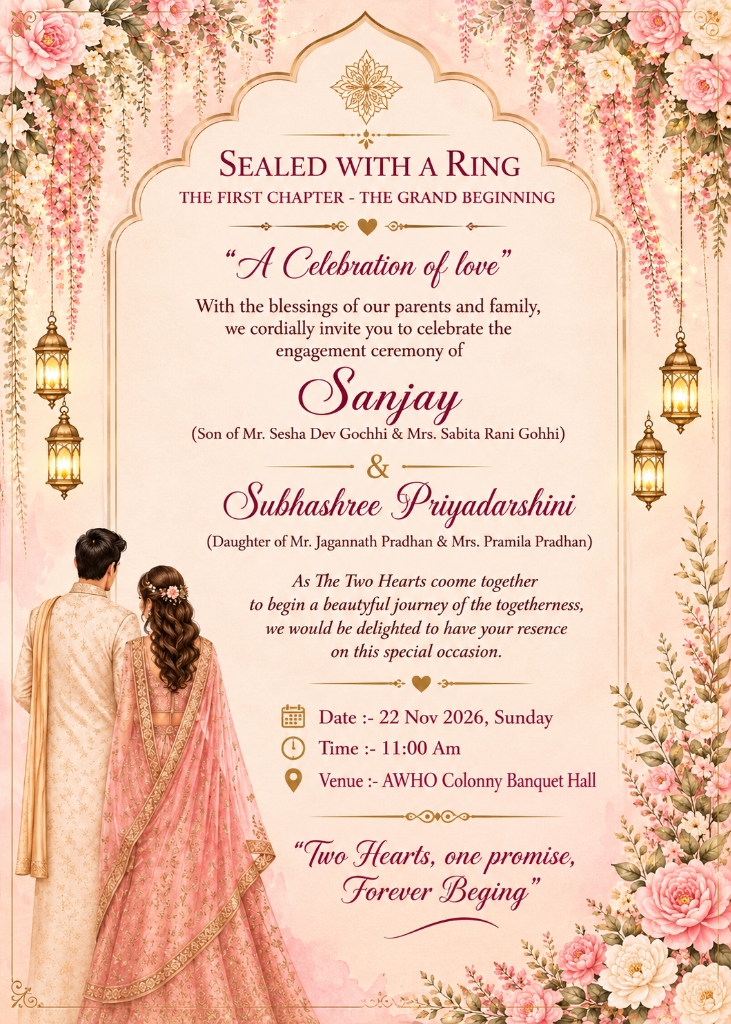 SEALED WITH A RING
THE FIRST CHAPTER - THE GRAND BEGINNING
“A Celebration of love”
With the blessings of our parents and family,
we cordially invite you to celebrate the
engagement ceremony of
Sanjay
(Son of Mr. Sesha Dev Gochhi & Mrs. Sabita Rani Gohhi)
&
Subhashree Priyadarshini
(Daughter of Mr. Jagannath Pradhan & Mrs. Pramila Pradhan)
As The Two Hearts coome together
to begin a beautyful journey of the togetherness,
we would be delighted to have your resence
on this special occasion.
Date :- 22 Nov 2026, Sunday
Time :- 11:00 Am
Venue :- AWHO Colonny Banquet Hall
“Two Hearts, one promise,
Forever Beging”